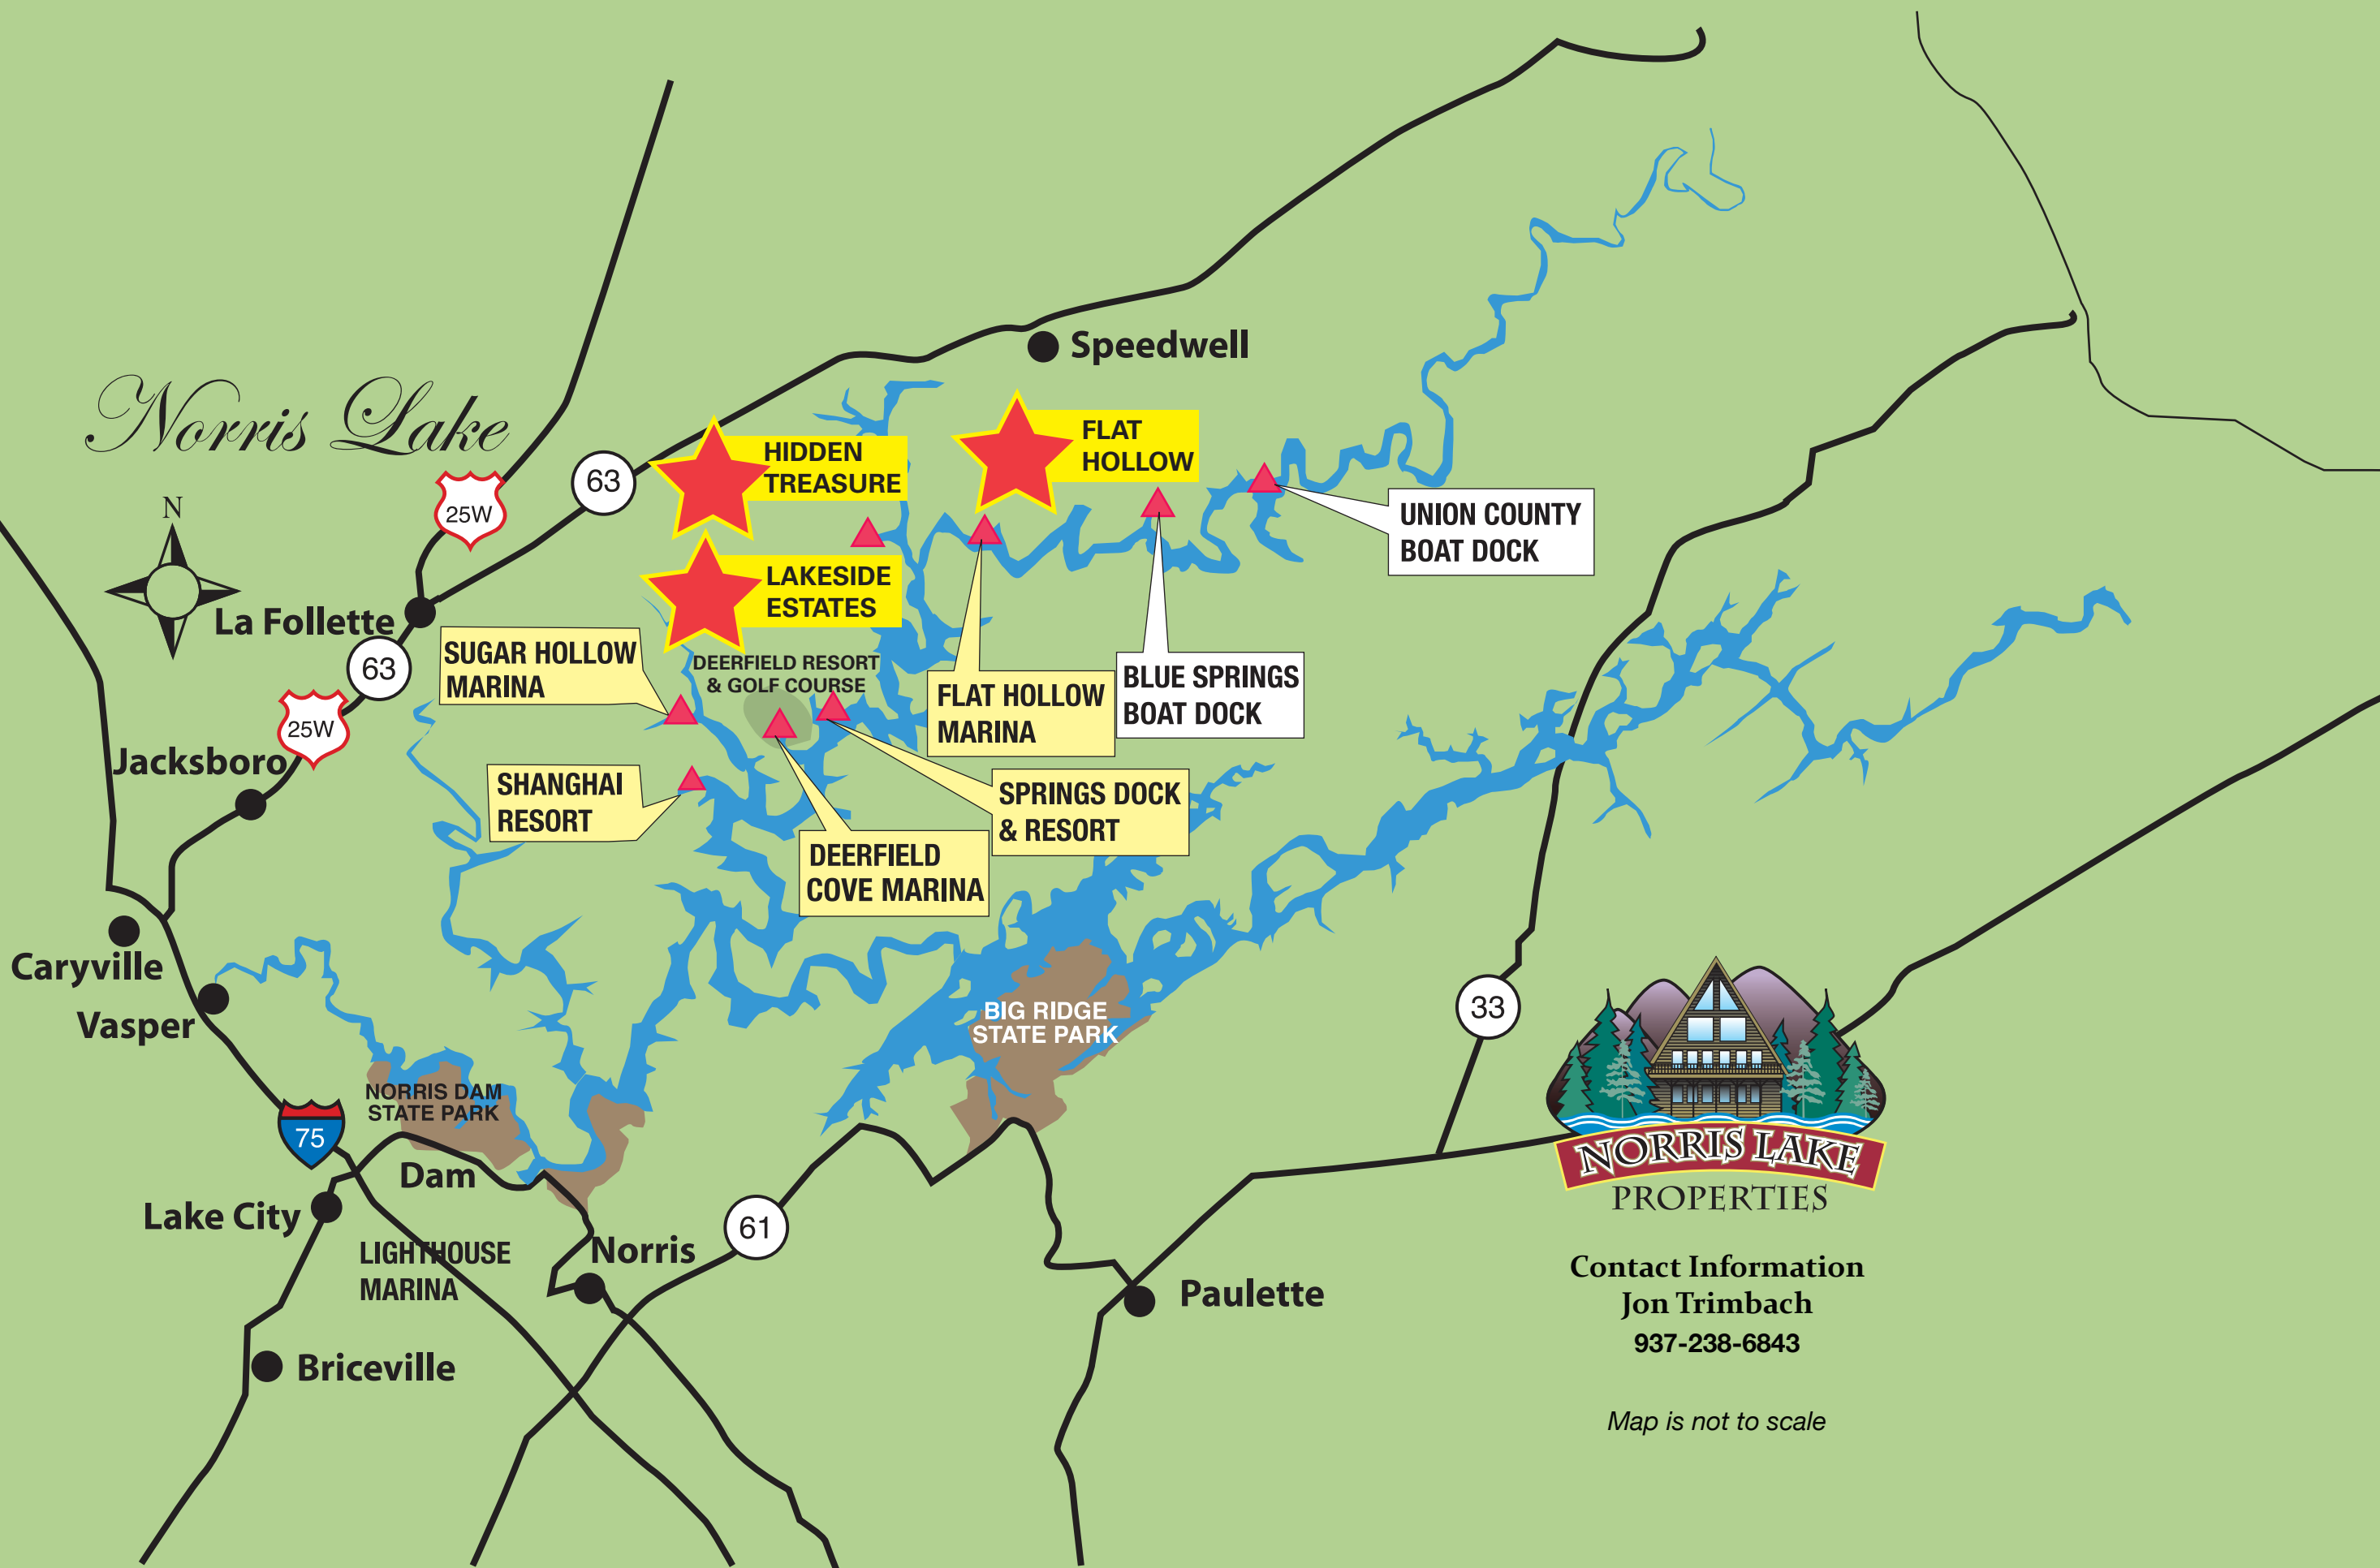 Speedwell
Norris Lake
N
25W
63
HIDDEN
TREASURE
FLAT
HOLLOW
UNION COUNTY
BOAT DOCK
LAKESIDE
ESTATES
La Follette
63
SUGAR HOLLOW
MARINA
DEERFIELD RESORT
& GOLF COURSE
FLAT HOLLOW
MARINA
BLUE SPRINGS
BOAT DOCK
25W
Jacksboro
SHANGHAI
RESORT
SPRINGS DOCK
& RESORT
DEERFIELD
COVE MARINA
Caryville
Vasper
BIG RIDGE
STATE PARK
33
NORRIS DAM
STATE PARK
75
Dam
Lake City
LIGHTHOUSE
MARINA
Norris
61
Paulette
Briceville
NORRIS LAKE
PROPERTIES
Contact Information
Jon Trimbach
937-238-6843
Map is not to scale